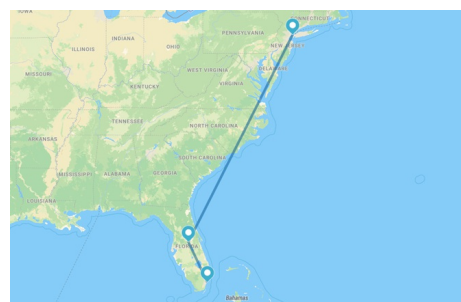 IOWA
CONNECTICUT
PENNSYLVANIA
NEW JERSEY
ILLINOIS
INDIANA
OHIO
DELAWARE
WEST VIRGINIA
MISSOURI
VIRGINIA
KENTUCKY
TENNESSEE
NORTH CAROLINA
ARKANSAS
SOUTH CAROLINA
MISSISSIPPI
ALABAMA
GEORGIA
LOUISIANA
FLORIDA
Bahamas